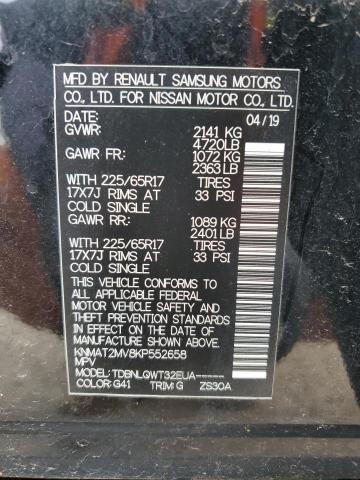 MFD BY RENAULT SAMSUNG MOTORS
CO., LTD. FOR NISSAN MOTOR CO., LTD.
DATE: 04/19
GVWR: 2141 KG
4720LB
GAWR FR: 1072 KG
2363LB
WITH 225/65R17 TIRES
17X7J RIMS AT 33 PSI
COLD SINGLE
GAWR RR: 1089 KG
2401LB
WITH 225/65R17 TIRES
17X7J RIMS AT 33 PSI
COLD SINGLE
THIS VEHICLE CONFORMS TO
ALL APPLICABLE FEDERAL MOTOR
VEHICLE SAFETY AND
THEFT PREVENTION STANDARDS
IN EFFECT ON THE DATE OF
MANUFACTURE SHOWN ABOVE.
KNMAT2MV8KP552658
MPV
MODEL: TDBNLQWT32EUA-----
COLOR: G41 TRIM: G ZS30A